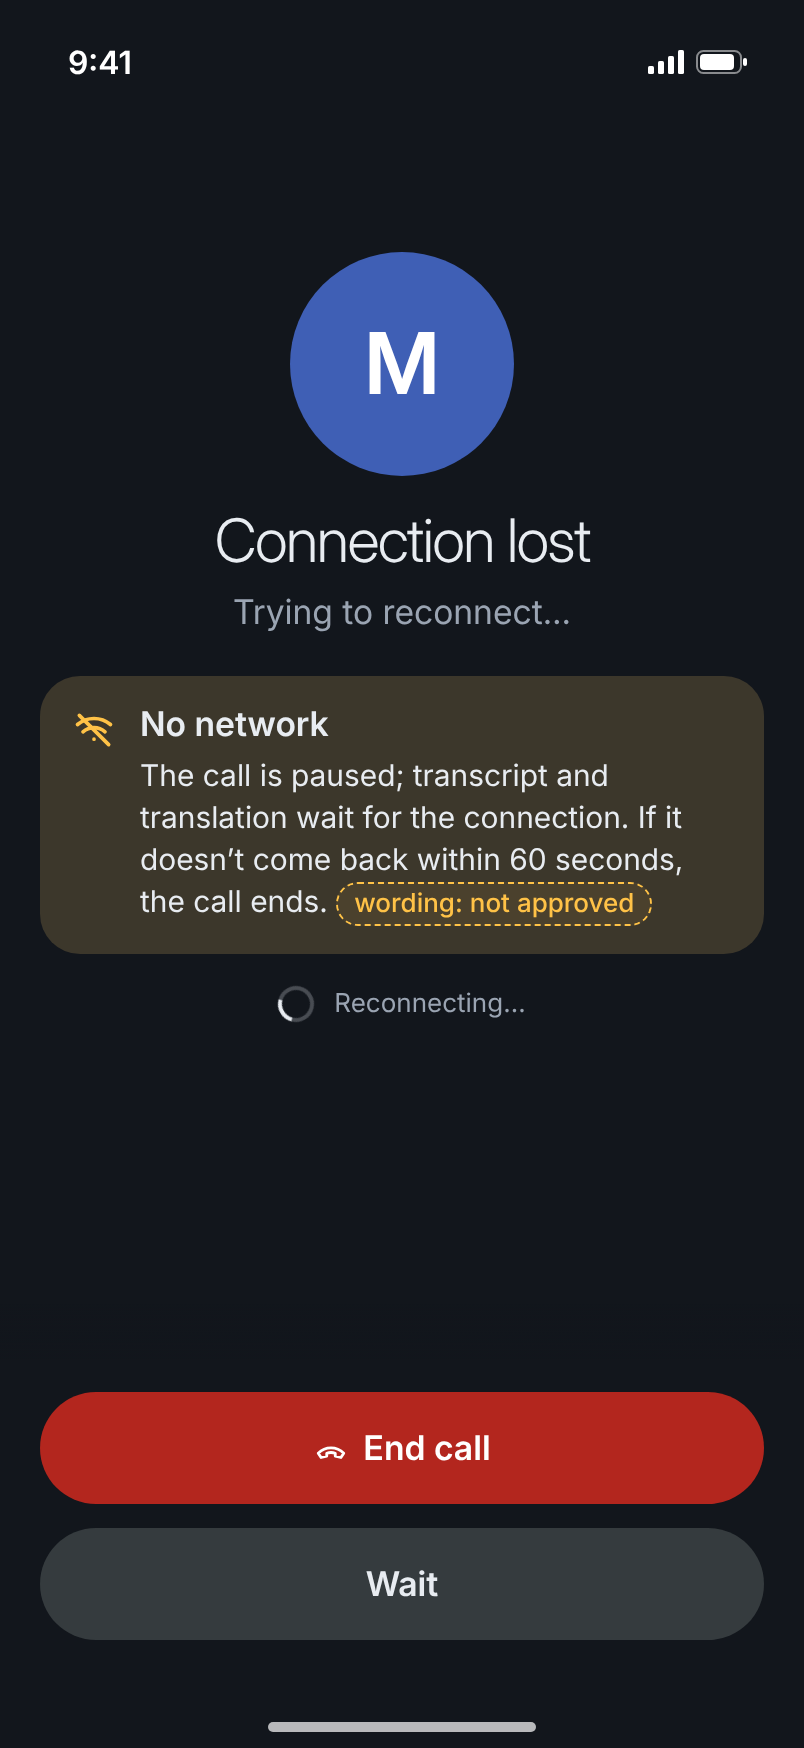 9:41
M
Connection lost
Trying to reconnect...
No network
The call is paused; transcript and
translation wait for the connection. If it
doesn’t come back within 60 seconds,
the call ends. wording: not approved
Reconnecting...
End call
Wait